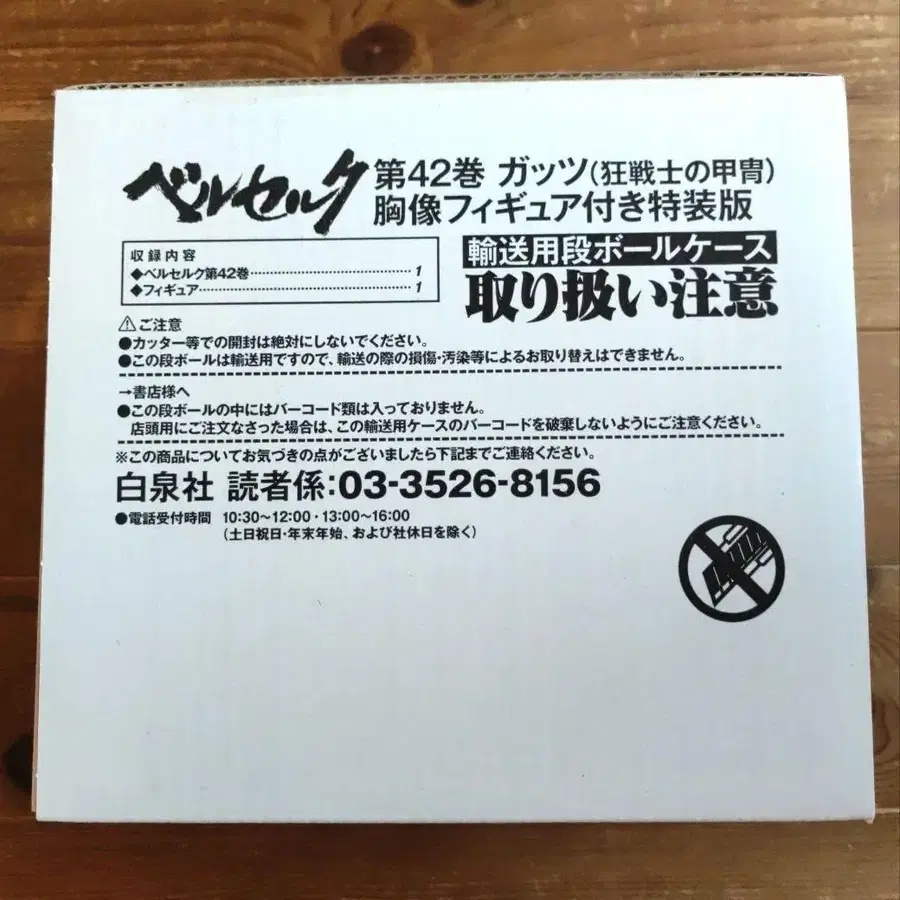 ベルセルク 第42巻 ガッツ(狂戦士の甲冑)
胸像フィギュア付き特装版
輸送用段ボールケース
取り扱い注意
収録内容
◆ベルセルク第42巻……………………………1
◆フィギュア……………………………………1
⚠ご注意
●カッター等での開封は絶対にしないでください。
●この段ボールは輸送用ですので、輸送の際の損傷・汚染等によるお取り替えはできません。
→書店様へ
●この段ボールの中にはバーコード類は入っておりません。
店頭用にご注文なさった場合は、この輸送用ケースのバーコードを破棄しないようにご注意ください。
※この商品についてお気づきの点がございましたら下記までご連絡ください。
白泉社 読者係:03-3526-8156
●電話受付時間 10:30〜12:00・13:00〜16:00
(土日祝日・年末年始、および社休日を除く)